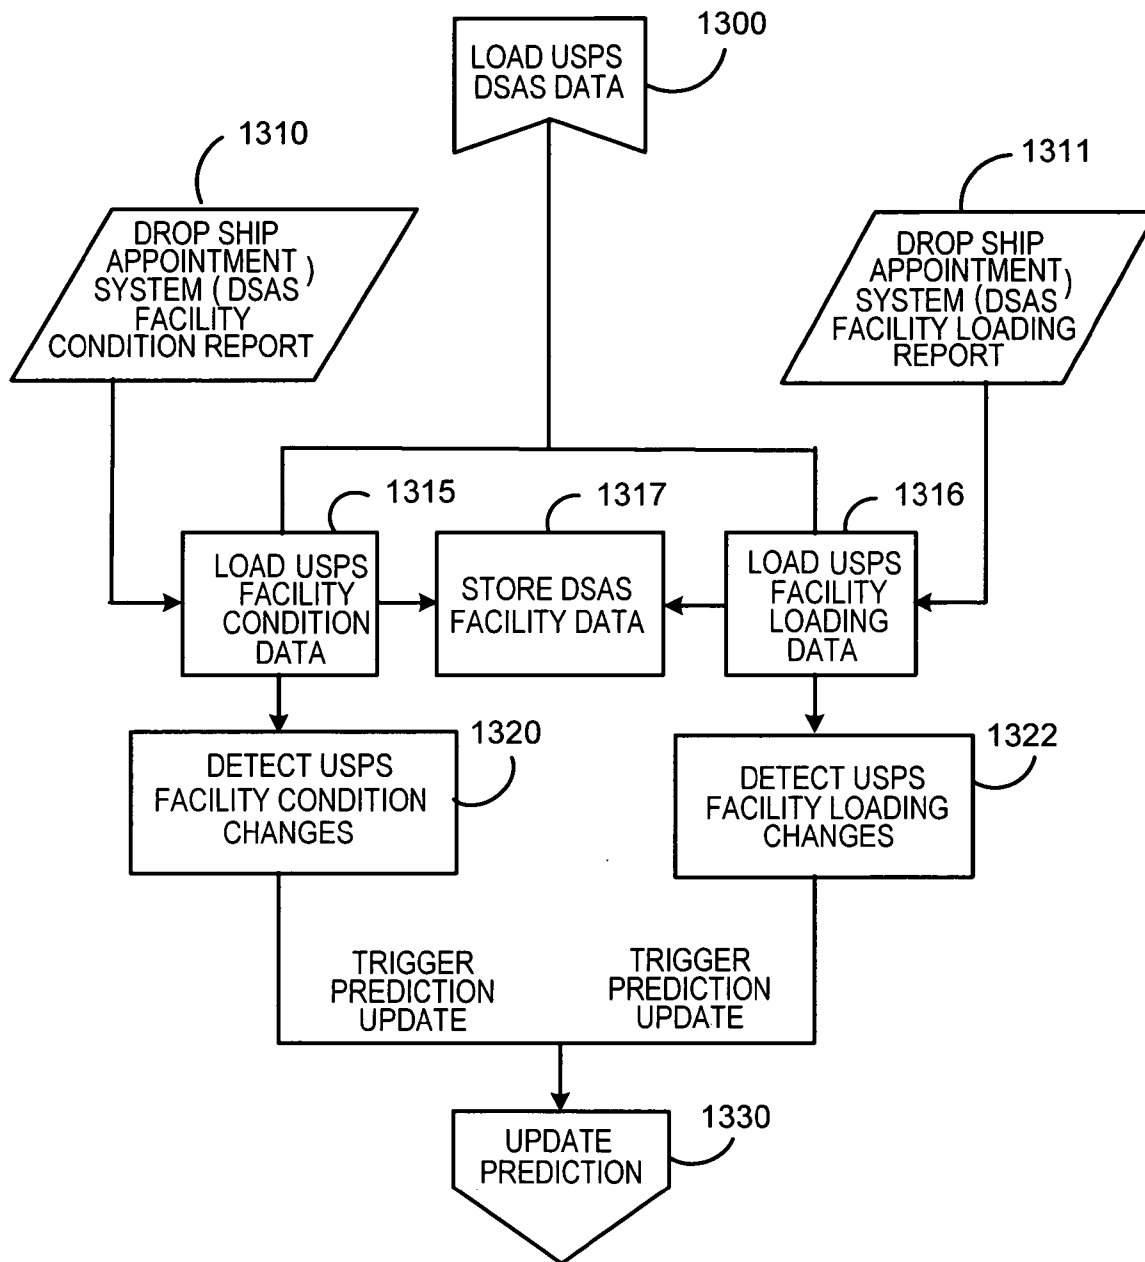 1300
LOAD USPS
DSAS DATA
1310
DROP SHIP
APPOINTMENT
SYSTEM (DSAS)
FACILITY
CONDITION REPORT
1311
DROP SHIP
APPOINTMENT
SYSTEM (DSAS)
FACILITY LOADING
REPORT
1315
LOAD USPS
FACILITY
CONDITION
DATA
1317
STORE DSAS
FACILITY DATA
1316
LOAD USPS
FACILITY
LOADING
DATA
1320
DETECT USPS
FACILITY CONDITION
CHANGES
1322
DETECT USPS
FACILITY LOADING
CHANGES
TRIGGER
PREDICTION
UPDATE
TRIGGER
PREDICTION
UPDATE
1330
UPDATE
PREDICTION